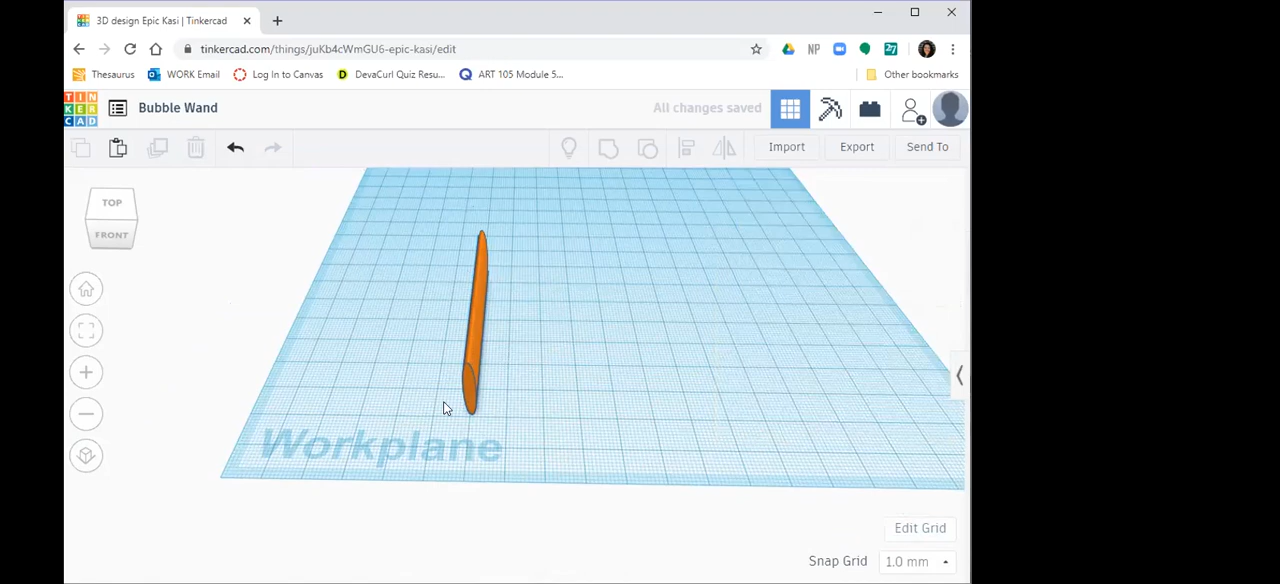 3D design Epic Kasi | Tinkercad
tinkercad.com/things/juKb4cWmGU6-epic-kasi/edit
NP
27
Thesaurus
WORK Email
Log In to Canvas
D
DevaCurl Quiz Resu...
Q
ART 105 Module 5...
Other bookmarks
TIN
KER
CAD
Bubble Wand
All changes saved
Import
Export
Send To
TOP
FRONT
Workplane
Edit Grid
Snap Grid
1.0 mm